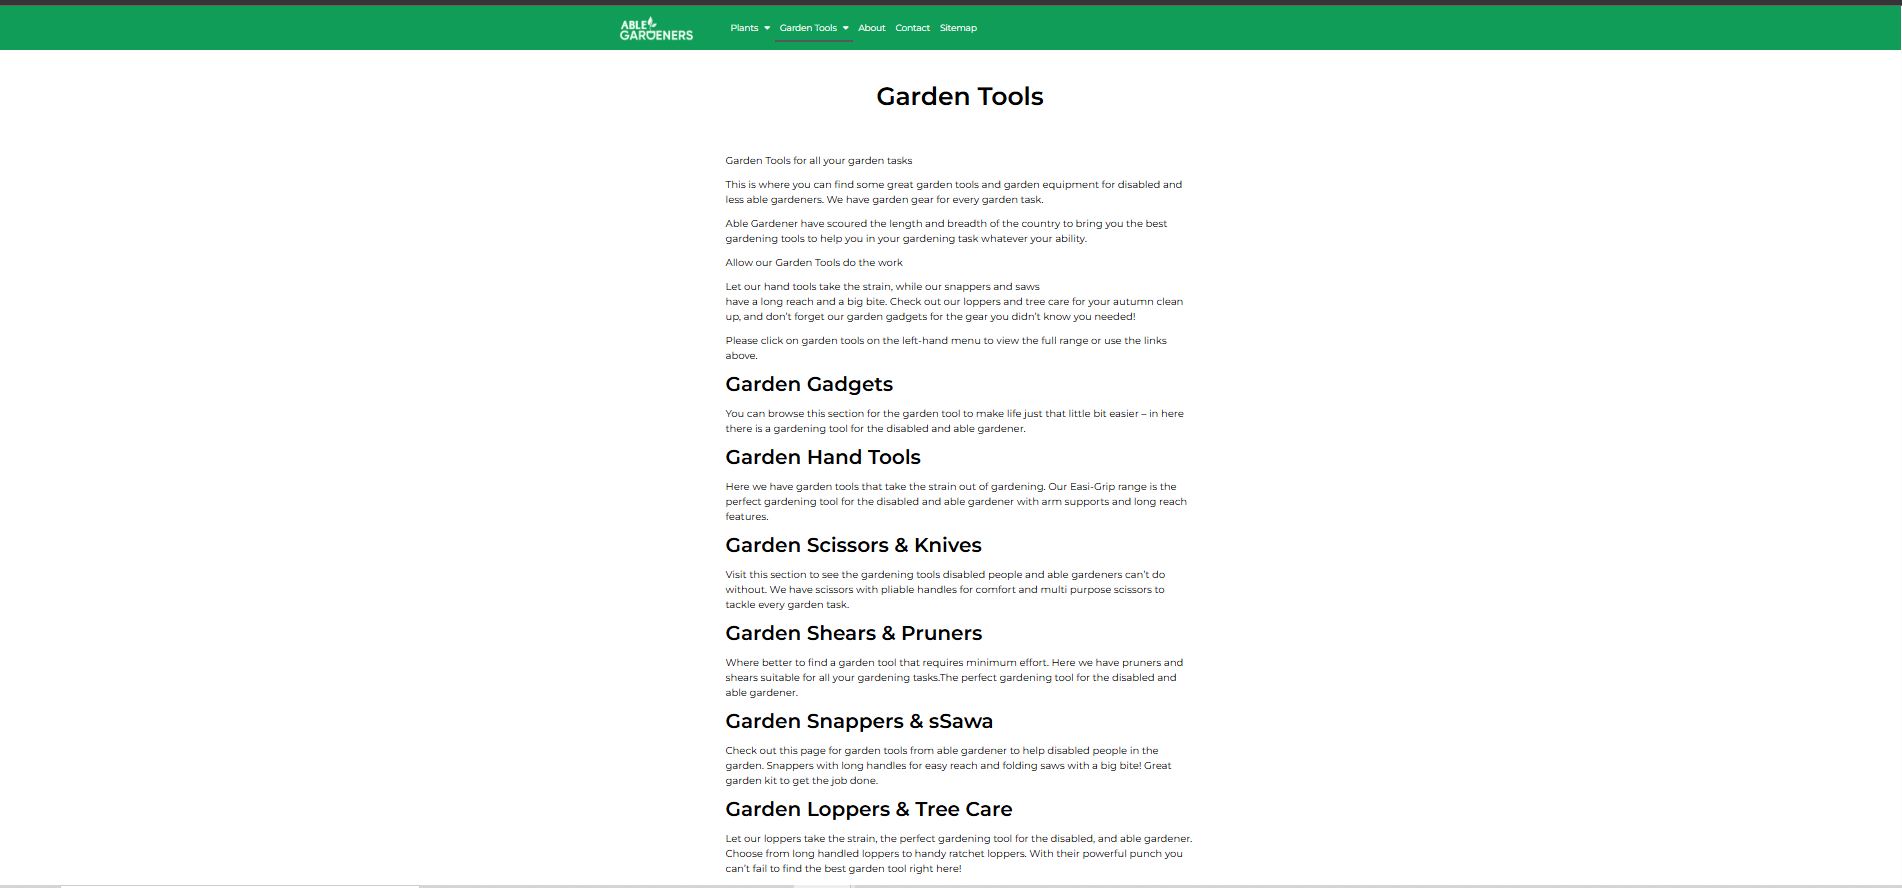 ABLE
GARDENERS
Plants Garden Tools About Contact Sitemap
Garden Tools
Garden Tools for all your garden tasks
This is where you can find some great garden tools and garden equipment for disabled and
less able gardeners. We have garden gear for every garden task.
Able Gardener have scoured the length and breadth of the country to bring you the best
gardening tools to help you in your gardening task whatever your ability.
Allow our Garden Tools do the work
Let our hand tools take the strain, while our snappers and saws
have a long reach and a big bite. Check out our loppers and tree care for your autumn clean
up, and don't forget our garden gadgets for the gear you didn't know you needed!
Please click on garden tools on the left-hand menu to view the full range or use the links
above.
Garden Gadgets
You can browse this section for the garden tool to make life just that little bit easier – in here
there is a gardening tool for the disabled and able gardener.
Garden Hand Tools
Here we have garden tools that take the strain out of gardening. Our Easi-Grip range is the
perfect gardening tool for the disabled and able gardener with arm supports and long reach
features.
Garden Scissors & Knives
Visit this section to see the gardening tools disabled people and able gardeners can't do
without. We have scissors with pliable handles for comfort and multi purpose scissors to
tackle every garden task.
Garden Shears & Pruners
Where better to find a garden tool that requires minimum effort. Here we have pruners and
shears suitable for all your gardening tasks.The perfect gardening tool for the disabled and
able gardener.
Garden Snappers & sSawa
Check out this page for garden tools from able gardener to help disabled people in the
garden. Snappers with long handles for easy reach and folding saws with a big bite! Great
garden kit to get the job done.
Garden Loppers & Tree Care
Let our loppers take the strain, the perfect gardening tool for the disabled, and able gardener.
Choose from long handled loppers to handy ratchet loppers. With their powerful punch you
can't fail to find the best garden tool right here!